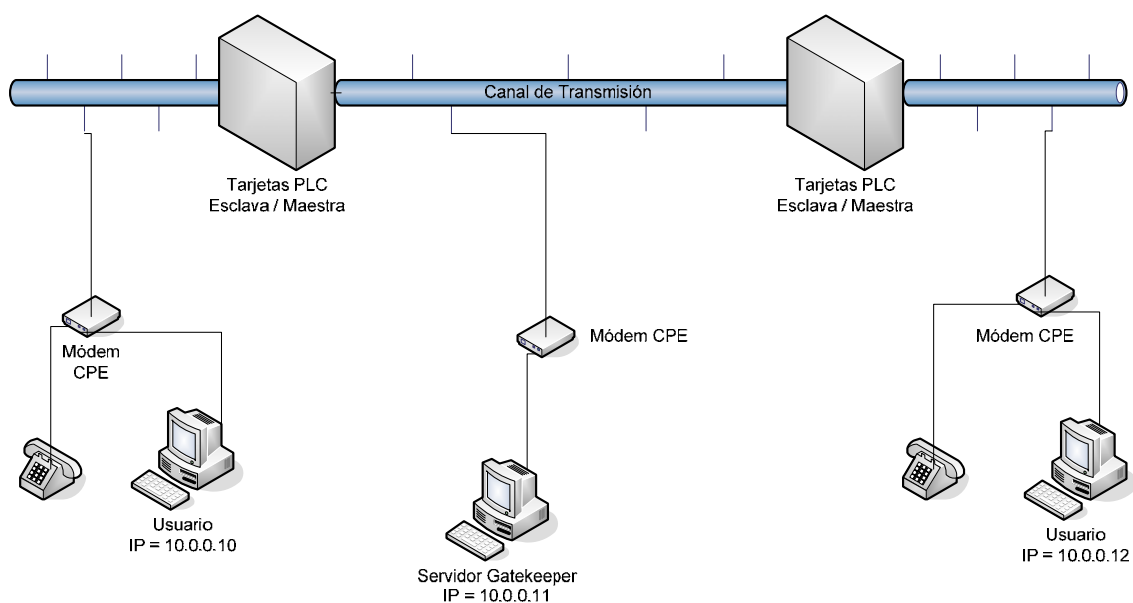 Canal de Transmisión
Tarjetas PLC
Esclava / Maestra
Tarjetas PLC
Esclava / Maestra
Módem
CPE
Módem CPE
Módem CPE
Usuario
IP = 10.0.0.10
Servidor Gatekeeper
IP = 10.0.0.11
Usuario
IP = 10.0.0.12